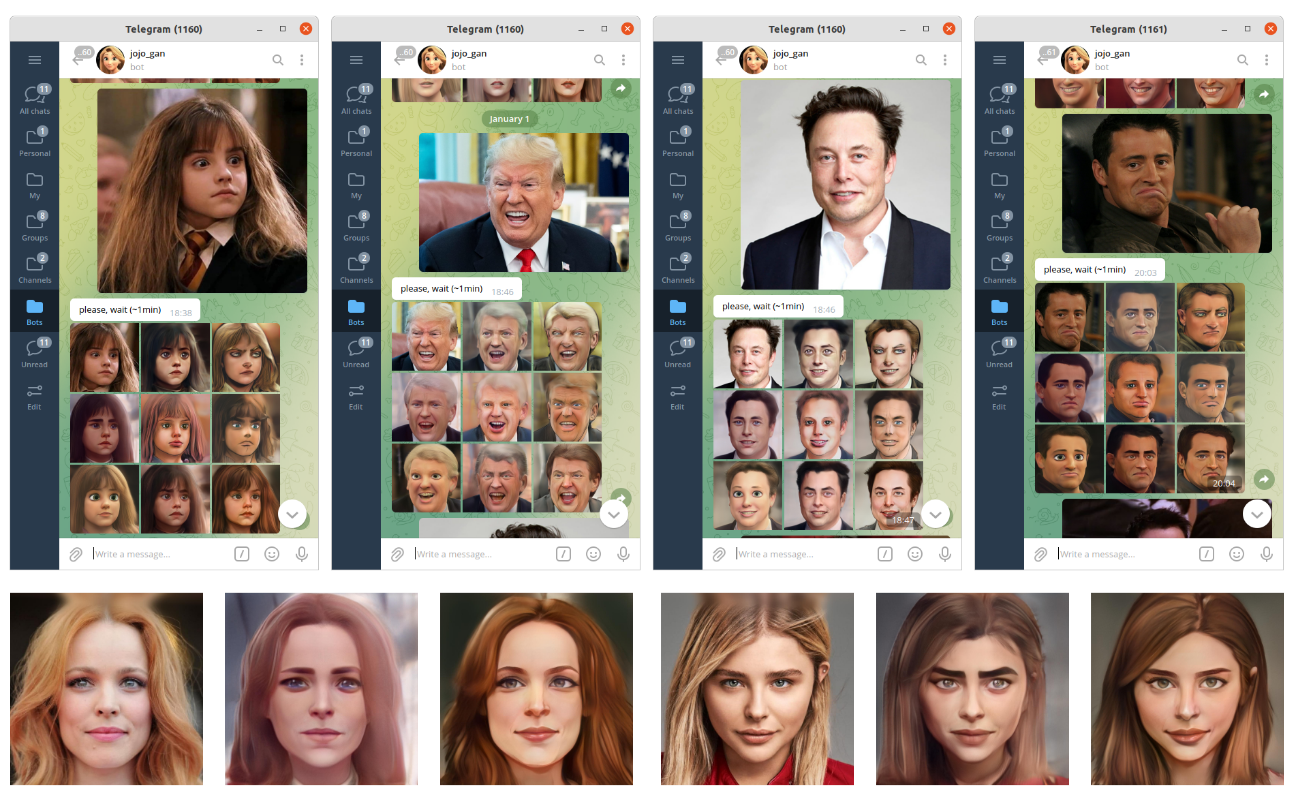 Telegram (1160)
..60
jojo_gan
bot
11
All chats
1
Personal
My
8
Groups
2
Channels
Bots
11
Unread
Edit
please, wait (~1min)
18:38
Write a message...
Telegram (1160)
..60
jojo_gan
bot
11
All chats
1
Personal
My
8
Groups
2
Channels
Bots
11
Unread
Edit
January 1
please, wait (~1min)
18:46
Write a message...
Telegram (1160)
..60
jojo_gan
bot
11
All chats
1
Personal
My
8
Groups
2
Channels
Bots
11
Unread
Edit
please, wait (~1min)
18:46
18:47
Write a message...
Telegram (1161)
..61
jojo_gan
bot
11
All chats
1
Personal
My
8
Groups
2
Channels
Bots
11
Unread
Edit
please, wait (~1min)
20:03
20:04
Write a message...